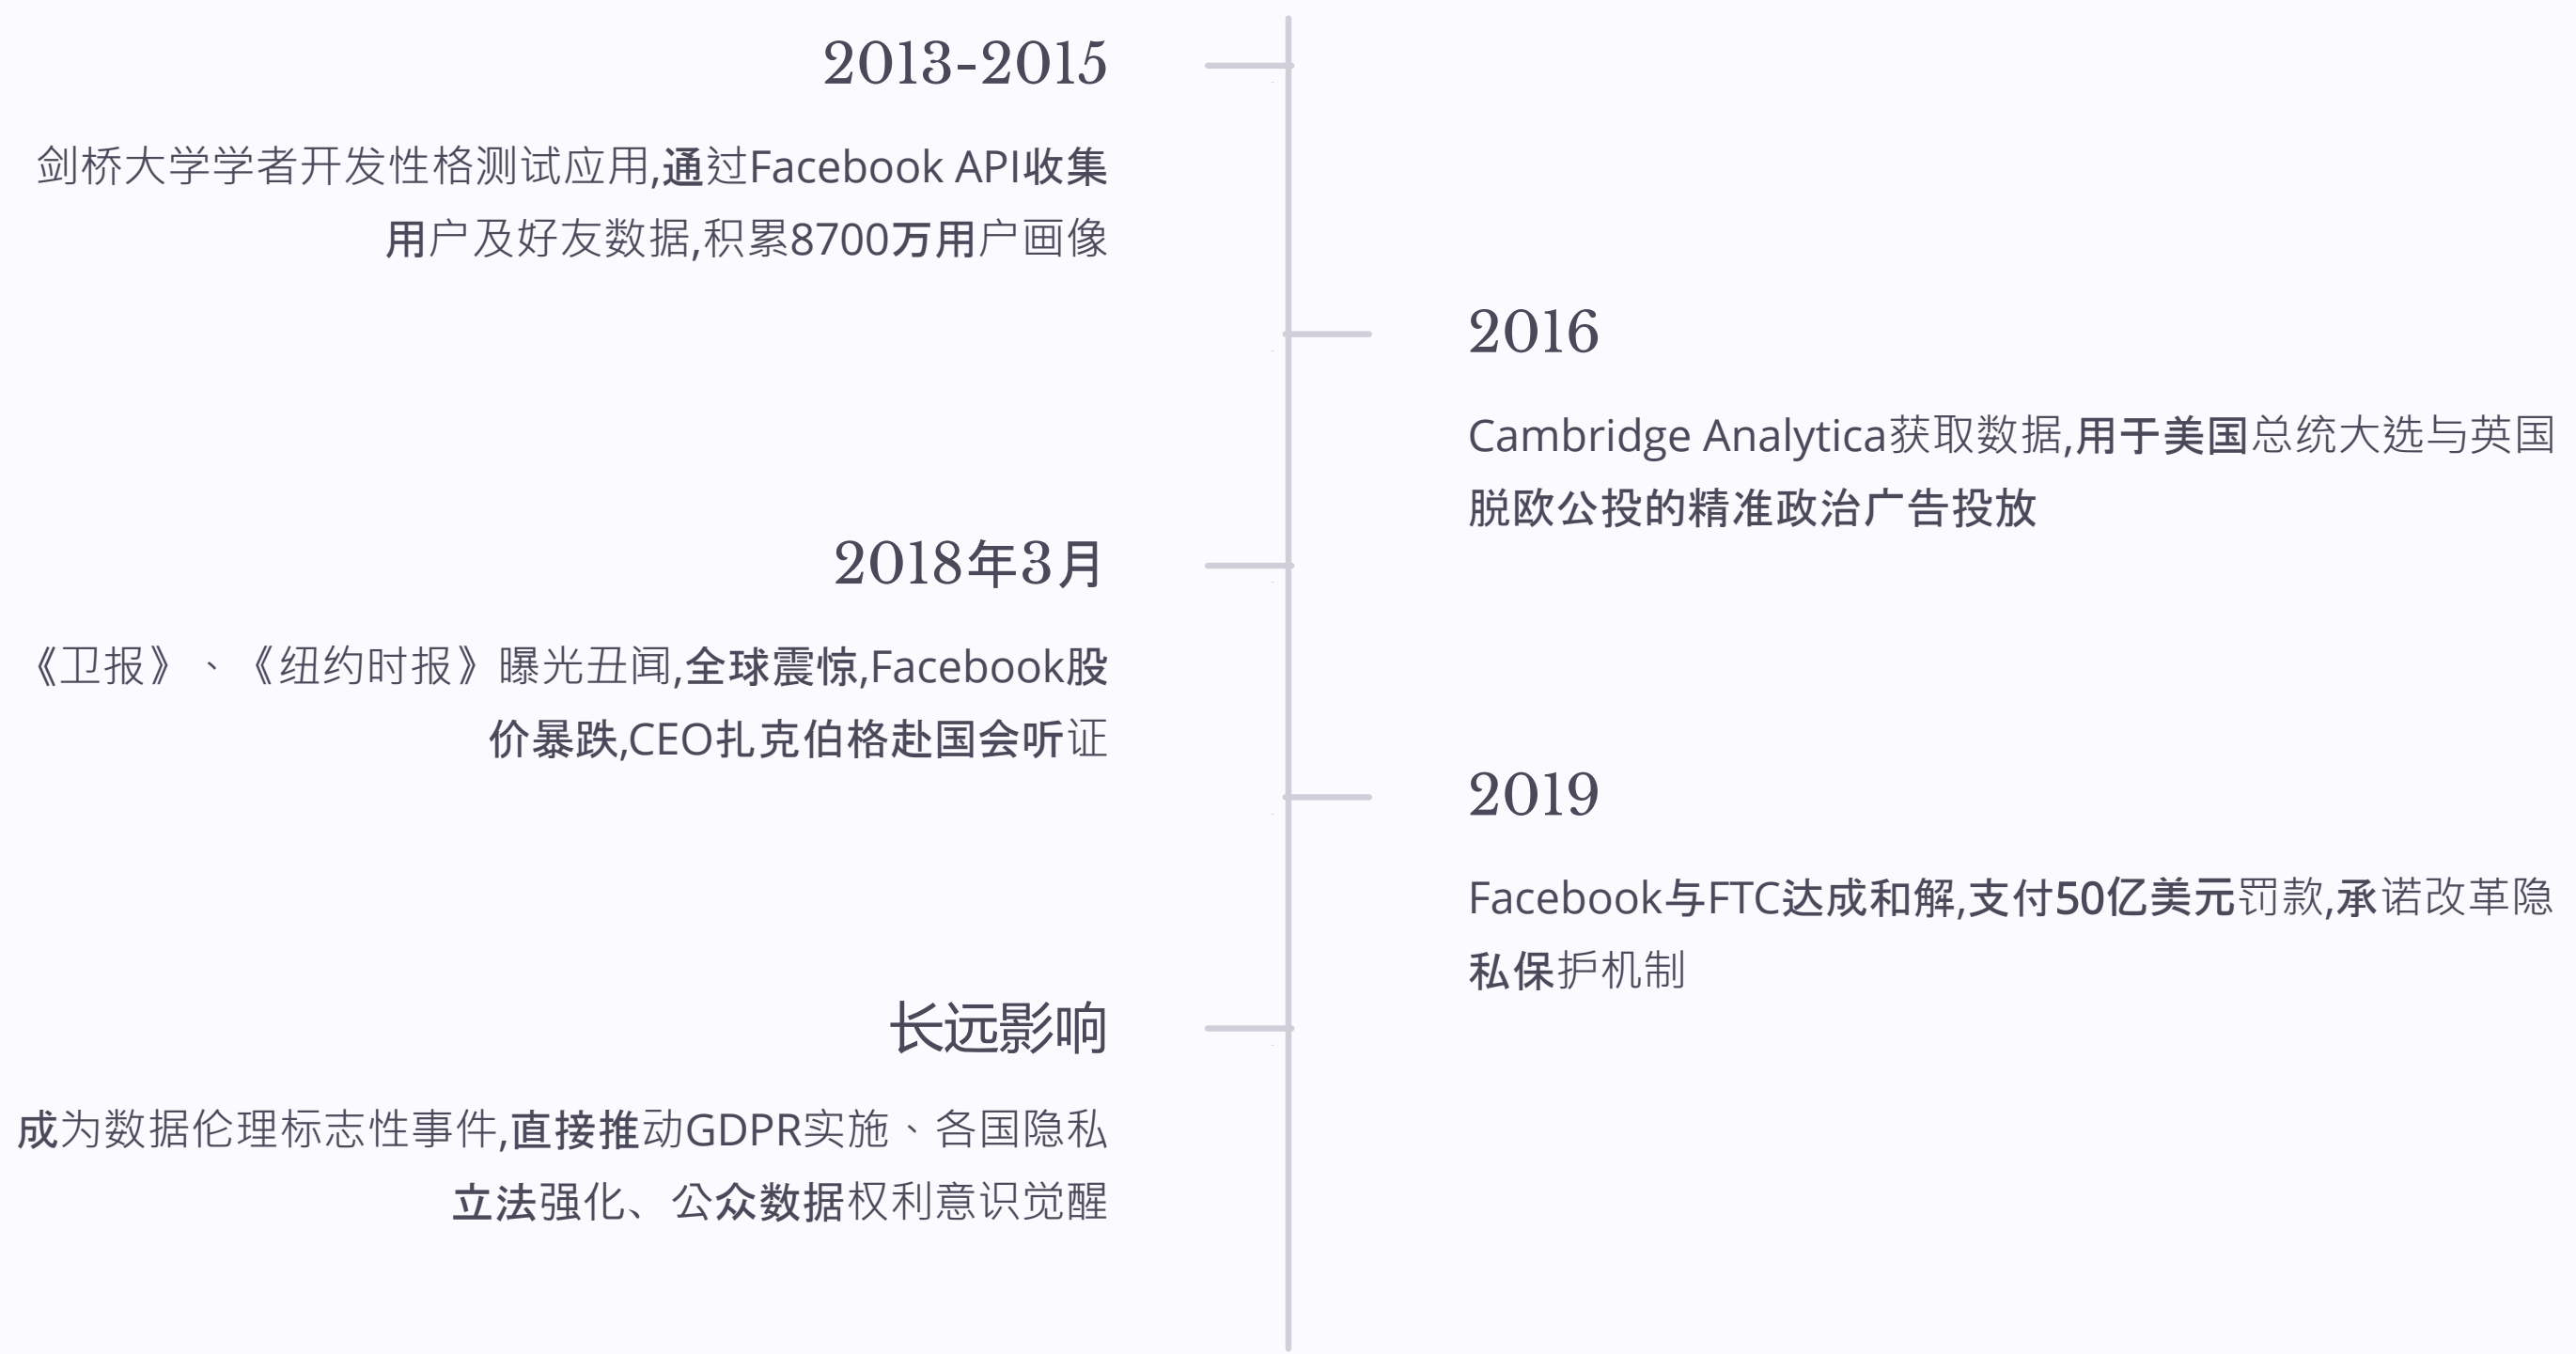 2013-2015
剑桥大学学者开发性格测试应用,通过Facebook API收集
用户及好友数据,积累8700万用户画像
2016
Cambridge Analytica获取数据,用于美国总统大选与英国
脱欧公投的精准政治广告投放
2018年3月
《卫报》、《纽约时报》曝光丑闻,全球震惊,Facebook股
价暴跌,CEO扎克伯格赴国会听证
2019
Facebook与FTC达成和解,支付50亿美元罚款,承诺改革隐
私保护机制
长远影响
成为数据伦理标志性事件,直接推动GDPR实施、各国隐私
立法强化、公众数据权利意识觉醒